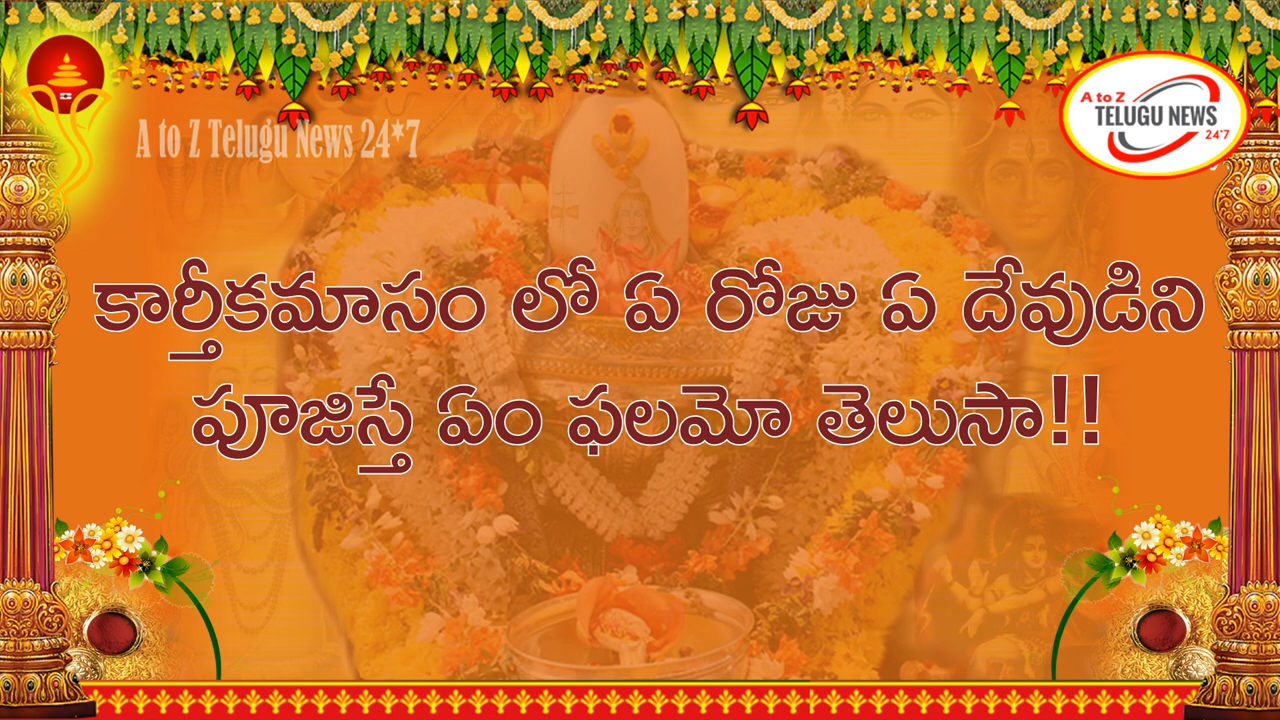 A to Z Telugu News 24*7
A to Z
TELUGU NEWS
24*7
కార్తీకమాసం లో ఏ రోజు ఏ దేవుడిని
పూజిస్తే ఏం ఫలమో తెలుసా!!